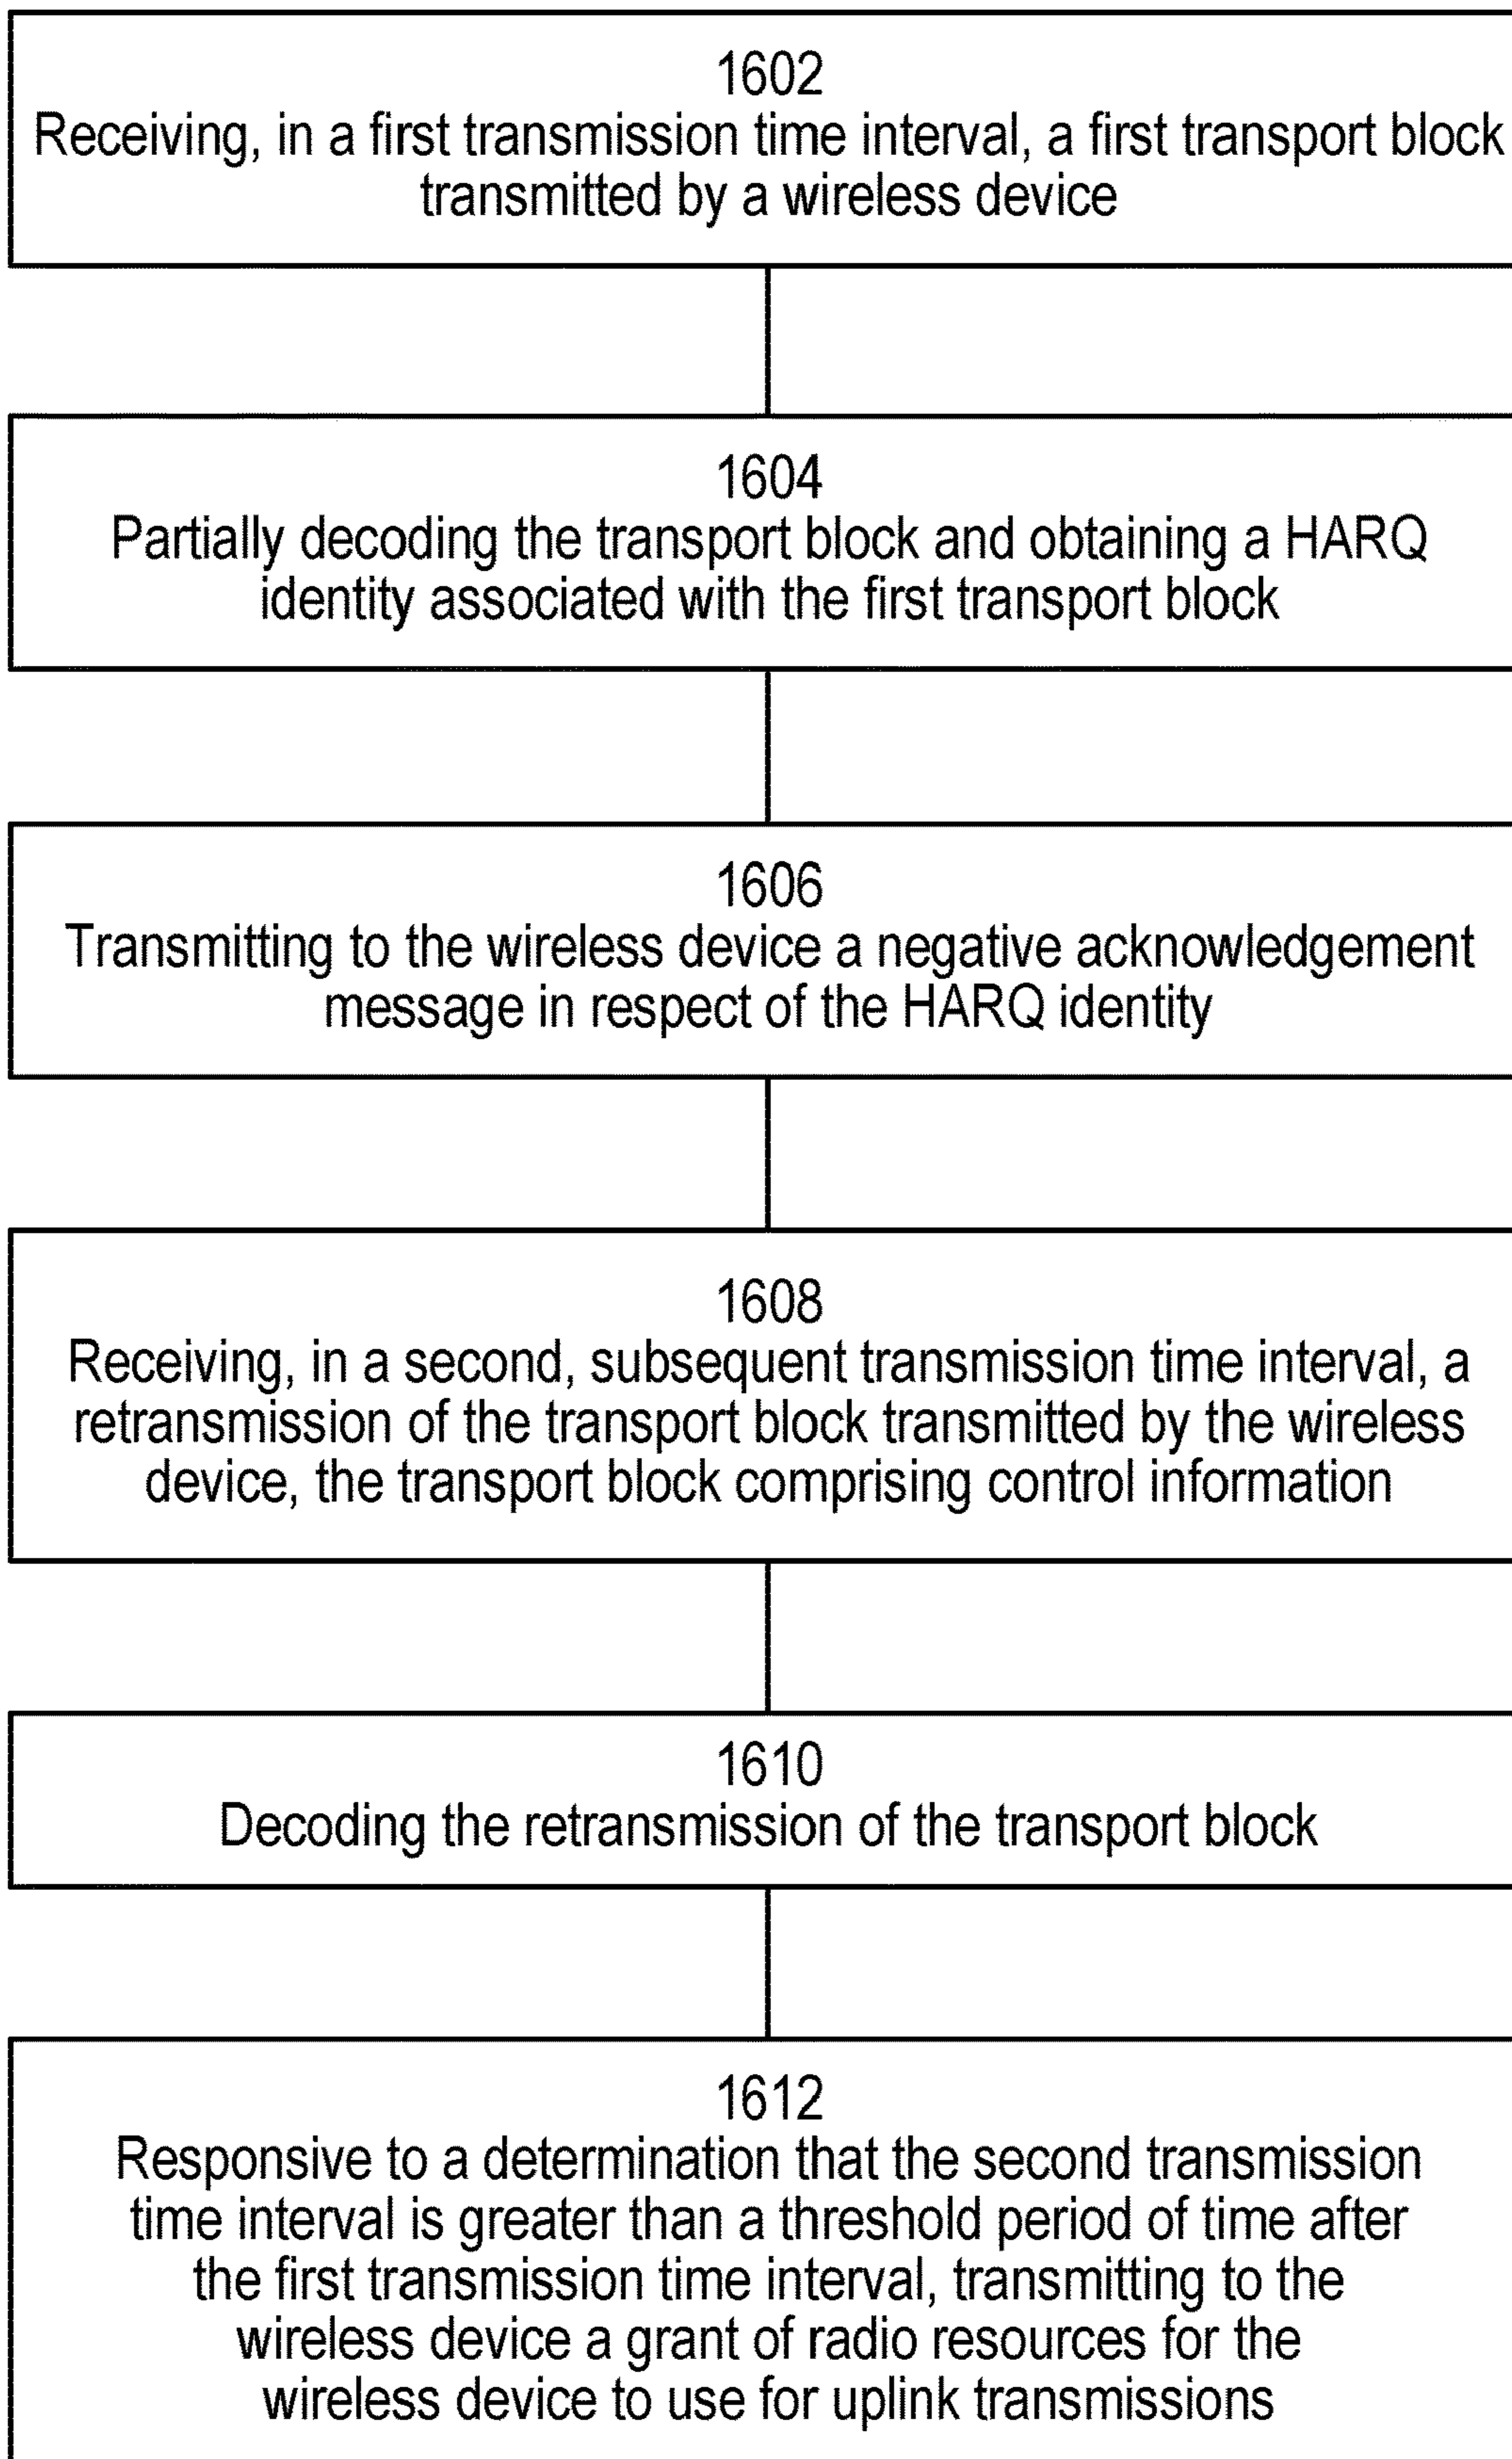 1602
Receiving, in a first transmission time interval, a first transport block
transmitted by a wireless device
1604
Partially decoding the transport block and obtaining a HARQ
identity associated with the first transport block
1606
Transmitting to the wireless device a negative acknowledgement
message in respect of the HARQ identity
1608
Receiving, in a second, subsequent transmission time interval, a
retransmission of the transport block transmitted by the wireless
device, the transport block comprising control information
1610
Decoding the retransmission of the transport block
1612
Responsive to a determination that the second transmission
time interval is greater than a threshold period of time after
the first transmission time interval, transmitting to the
wireless device a grant of radio resources for the
wireless device to use for uplink transmissions